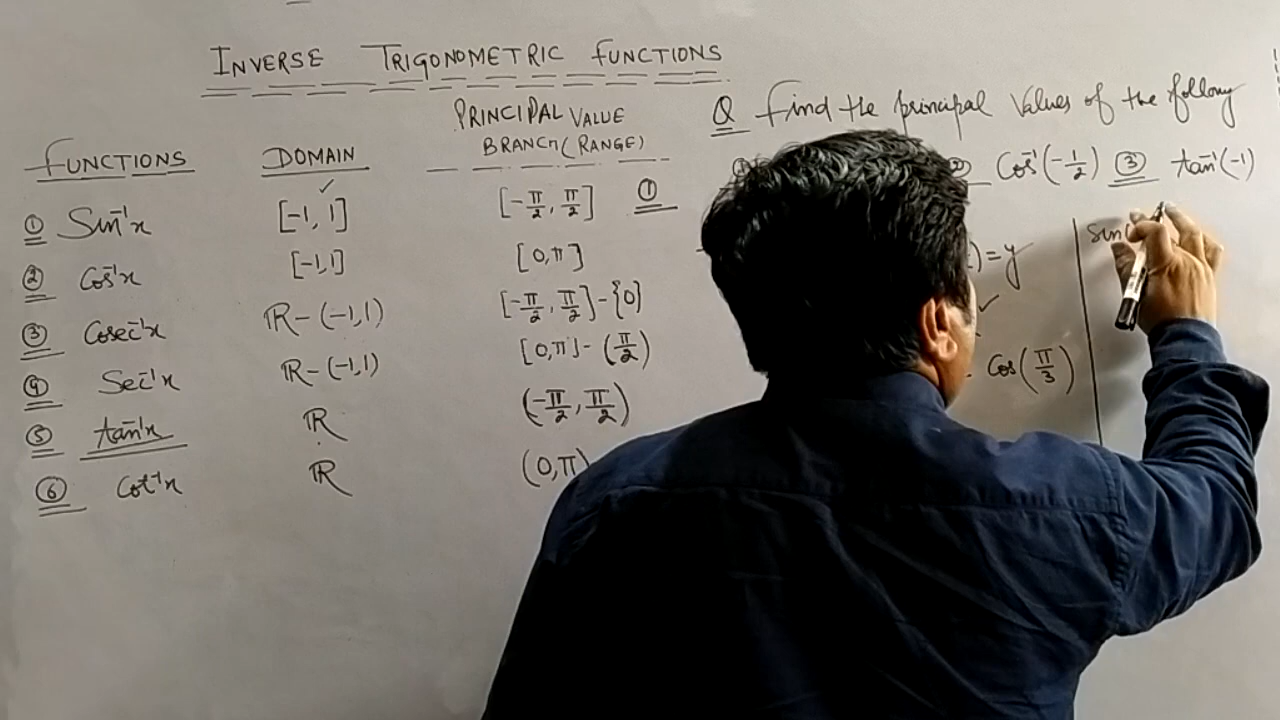 INVERSE TRIGONOMETRIC FUNCTIONS
FUNCTIONS DOMAIN PRINCIPAL VALUE BRANCH (RANGE)
① Sin⁻¹x [-1, 1] ✓ [-π/2, π/2] ①
② Cos⁻¹x [-1,1] [0,π]
③ Cosec⁻¹x R-(-1,1) [-π/2, π/2]-{0}
④ Sec⁻¹x R-(-1,1) [0,π]-(π/2)
⑤ tan⁻¹x R (-π/2, π/2)
⑥ Cot⁻¹x R (0,π)
Q Find the principal Values of the follong
② Cos⁻¹(-1/2) ③ tan⁻¹(-1)
)=y
✓
Cos(π/3)
Sin(